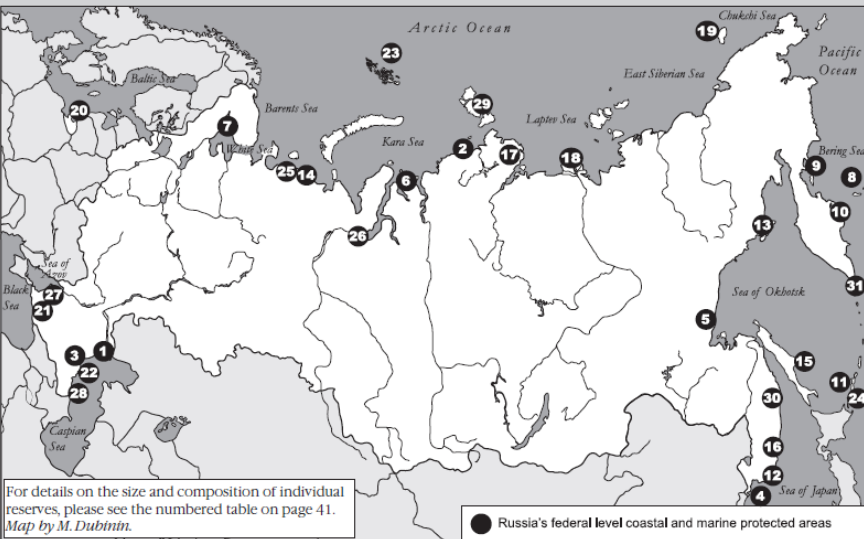 Chukchi Sea
Arctic Ocean
19
Pacific
Ocean
23
East Siberian Sea
Baltic Sea
29
20
Barents Sea
Laptev Sea
7
Kara Sea
White Sea
2
17
18
Bering Sea
9
8
25
14
6
10
13
26
Sea of
Azov
Black
Sea
27
21
Sea of Okhotsk
31
5
3
1
22
15
11
28
30
24
Caspian
Sea
16
12
4
Sea of Japan
For details on the size and composition of individual
reserves, please see the numbered table on page 41.
Map by M. Dubinin.
Russia's federal level coastal and marine protected areas